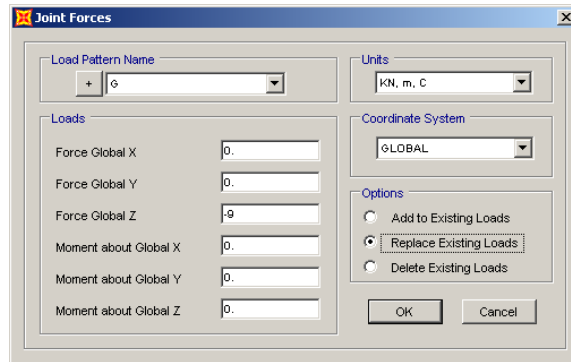 Joint Forces
Load Pattern Name
+ G
Units
KN, m, C
Loads
Force Global X 0.
Force Global Y 0.
Force Global Z -9
Moment about Global X 0.
Moment about Global Y 0.
Moment about Global Z 0.
Coordinate System
GLOBAL
Options
Add to Existing Loads
Replace Existing Loads
Delete Existing Loads
OK Cancel